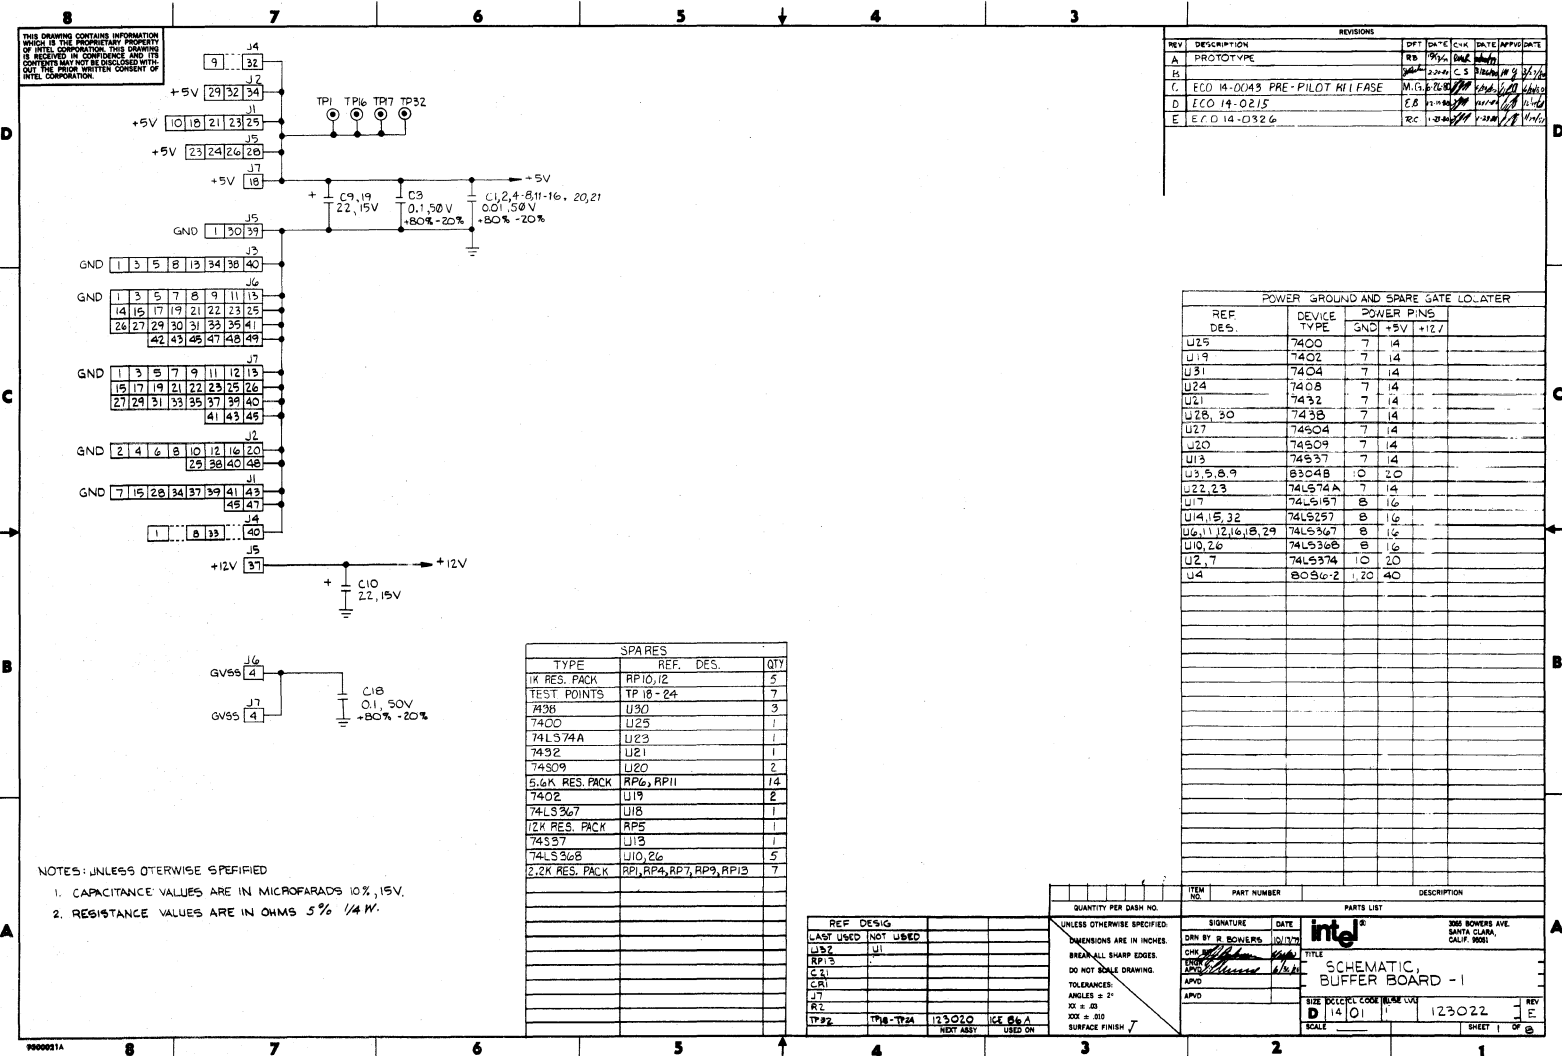 8 7 6 5 4 3
THIS DRAWING CONTAINS INFORMATION
WHICH IS THE PROPRIETARY PROPERTY
OF INTEL CORPORATION. THIS DRAWING
IS RECEIVED IN CONFIDENCE AND ITS
CONTENTS MAY NOT BE DISCLOSED WITH-
OUT THE PRIOR WRITTEN CONSENT OF
INTEL CORPORATION.
J4
9 32
J2
+5V 29 32 34
J1
+5V 10 18 21 23 25
J5
+5V 23 24 26 28
J7
+5V 18
TP1 TP16 TP17 TP32
+5V
+ C9,19
22,15V
C3
0.1,50V
+80%-20%
C1,2,4-8,11-16, 20,21
0.01,50V
+80%-20%
J5
GND 1 30 39
J3
GND 1 3 5 8 13 34 38 40
J6
GND 1 3 5 7 8 9 11 13
14 15 17 19 21 22 23 25
26 27 29 30 31 33 35 41
42 43 45 47 48 49
J7
GND 1 3 5 7 9 11 12 13
15 17 19 21 22 23 25 26
27 29 31 33 35 37 39 40
41 43 45
J2
GND 2 4 6 8 10 12 16 20
25 38 40 48
J1
GND 7 15 28 34 37 39 41 43
45 47
J4
1 8 33 40
J5
+12V 37
+12V
+ C10
22,15V
J6
GVSS 4
J7
GVSS 4
C18
0.1, 50V
+80% -20%
NOTES: UNLESS OTERWISE SPEFIFIED
1. CAPACITANCE VALUES ARE IN MICROFARADS 10%,15V.
2. RESISTANCE VALUES ARE IN OHMS 5% 1/4 W.
SPARES
TYPE REF. DES. QTY
1K RES. PACK RP10,12 5
TEST POINTS TP 18-24 7
7438 U30 3
7400 U25 1
74LS74A U23 1
7432 U21 1
74S09 U20 2
5.6K RES. PACK RP6, RP11 14
7402 U19 2
74LS367 U18 1
12K RES. PACK RP5 1
74S37 U13 1
74LS368 U10,26 5
2.2K RES. PACK RP1,RP4,RP7,RP9,RP13 7
REVISIONS
REV DESCRIPTION DFT DATE CHK DATE APPVD DATE
A PROTOTYPE RB
B C S
C ECO 14-0043 PRE-PILOT RELEASE M.G.
D ECO 14-0215 E.B
E ECO 14-0326 RC
POWER GROUND AND SPARE GATE LOCATER
REF. DES. DEVICE TYPE POWER PINS
GND +5V +12V
U25 7400 7 14
U19 7402 7 14
U31 7404 7 14
U24 7408 7 14
U21 7432 7 14
U28, 30 7438 7 14
U27 74S04 7 14
U20 74S09 7 14
U13 74S37 7 14
U3,5,8,9 8304B 10 20
U22,23 74LS74A 7 14
U17 74LS157 8 16
U14,15,32 74LS257 8 16
U6,11,12,16,18,29 74LS367 8 16
U10,26 74LS368 8 16
U2,7 74LS374 10 20
U4 8086-2 1,20 40
REF DESIG
LAST USED NOT USED
U32 U1
RP13
C21
CR1
J7
R2
TP32 TP18-TP24 123020 ICE 86A
NEXT ASSY USED ON
QUANTITY PER DASH NO.
UNLESS OTHERWISE SPECIFIED:
DIMENSIONS ARE IN INCHES.
BREAK ALL SHARP EDGES.
DO NOT SCALE DRAWING.
TOLERANCES:
ANGLES ± 2°
XX ± .03
XXX ± .010
SURFACE FINISH
ITEM NO. PART NUMBER DESCRIPTION
PARTS LIST
SIGNATURE DATE
DRN BY R. BOWERS 10/17/79
CHK BY
ENGR APVD
APVD
APVD
intel®
3065 BOWERS AVE.
SANTA CLARA,
CALIF. 95051
TITLE
SCHEMATIC,
BUFFER BOARD -1
SIZE D
14 01 123022
REV E
SCALE SHEET 1 OF 8
D
C
B
A
9300021A
8 7 6 5 4 3 2 1